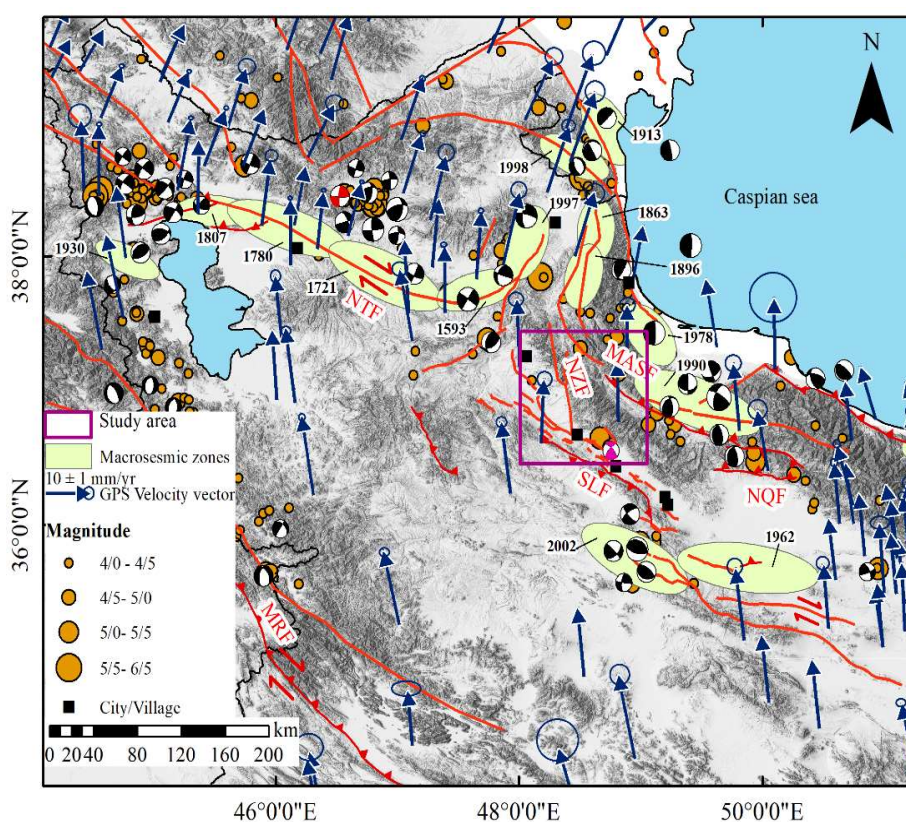 N
1913
1998
Caspian sea
1997
1863
1807
1930
1780
1896
38°0'0"N
1721
NTF
1593
1978
NZF
MASF
1990
Study area
Macrosesmic zones
10 ± 1 mm/yr
GPS Velocity vector
SLF
NQF
Magnitude
36°0'0"N
2002
1962
4/0 - 4/5
4/5- 5/0
5/0- 5/5
5/5- 6/5
MRF
City/Village
km
0 20 40 80 120 160 200
46°0'0"E
48°0'0"E
50°0'0"E